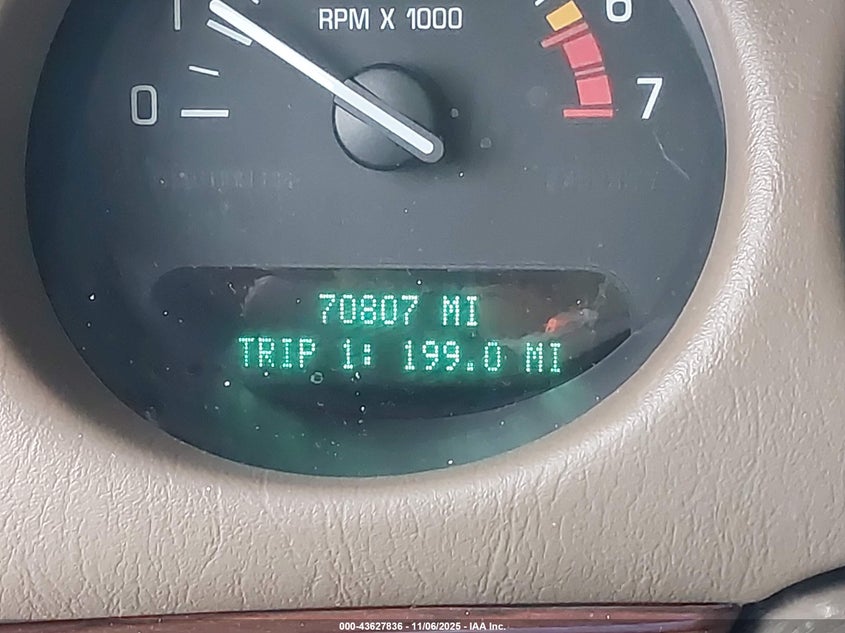 RPM X 1000
1
6
0
7
70807 MI
TRIP 1: 199.0 MI
000-43627836 - 11/06/2025 - IAA Inc.